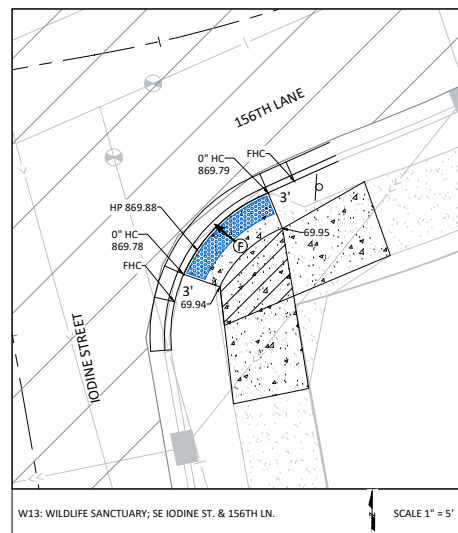 156TH LANE
0" HC
869.79
FHC
3'
HP 869.88
0" HC
869.78
FHC
F
69.95
3'
69.94
IODINE STREET
W13: WILDLIFE SANCTUARY; SE IODINE ST. & 156TH LN.
SCALE 1" = 5'